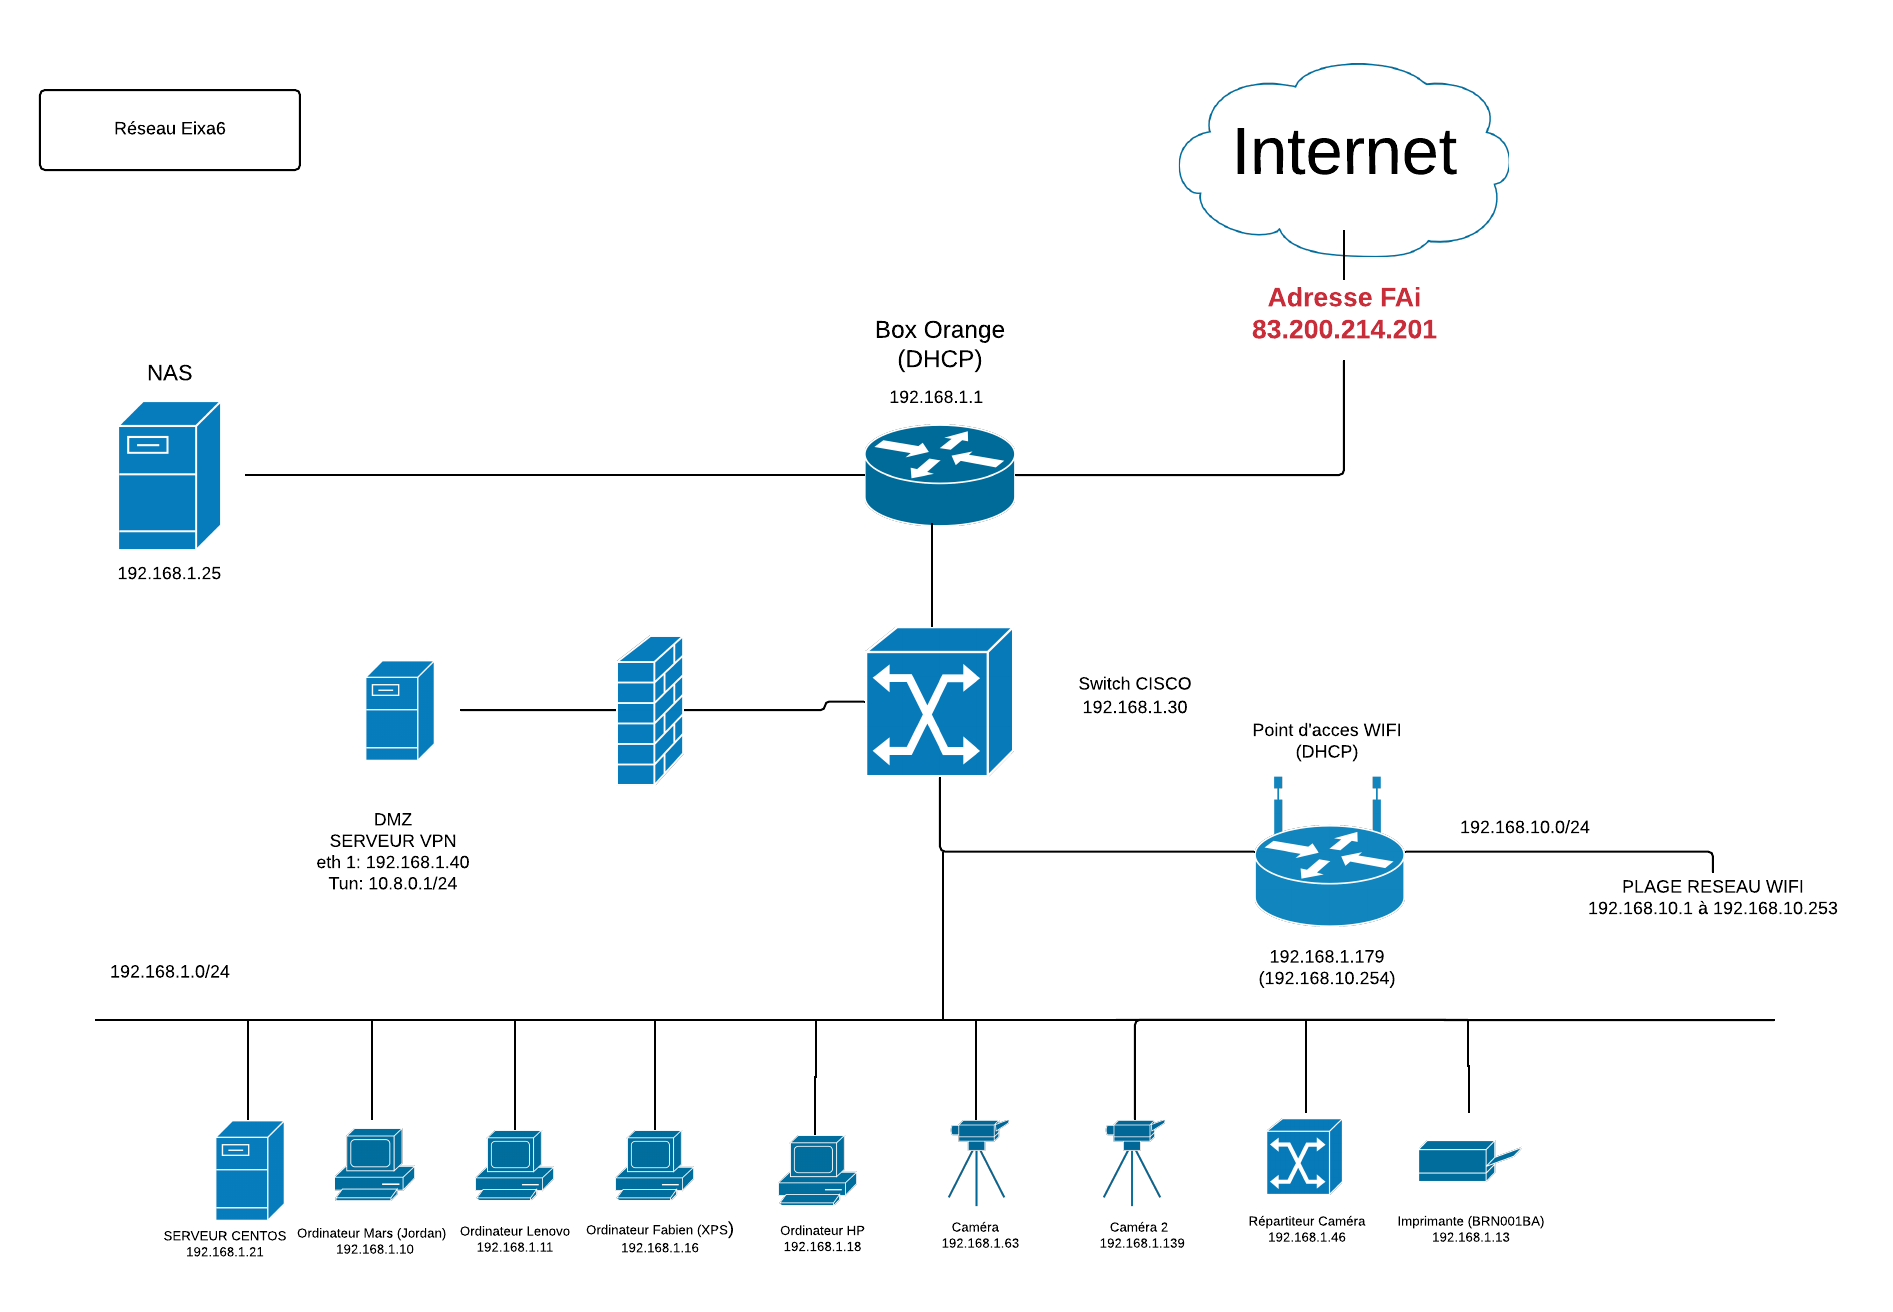 Réseau Eixa6
Internet
Adresse FAi
83.200.214.201
Box Orange
(DHCP)
192.168.1.1
NAS
192.168.1.25
Switch CISCO
192.168.1.30
Point d'acces WIFI
(DHCP)
192.168.10.0/24
PLAGE RESEAU WIFI
192.168.10.1 à 192.168.10.253
192.168.1.179
(192.168.10.254)
DMZ
SERVEUR VPN
eth 1: 192.168.1.40
Tun: 10.8.0.1/24
192.168.1.0/24
SERVEUR CENTOS
192.168.1.21
Ordinateur Mars (Jordan)
192.168.1.10
Ordinateur Lenovo
192.168.1.11
Ordinateur Fabien (XPS)
192.168.1.16
Ordinateur HP
192.168.1.18
Caméra
192.168.1.63
Caméra 2
192.168.1.139
Répartiteur Caméra
192.168.1.46
Imprimante (BRN001BA)
192.168.1.13